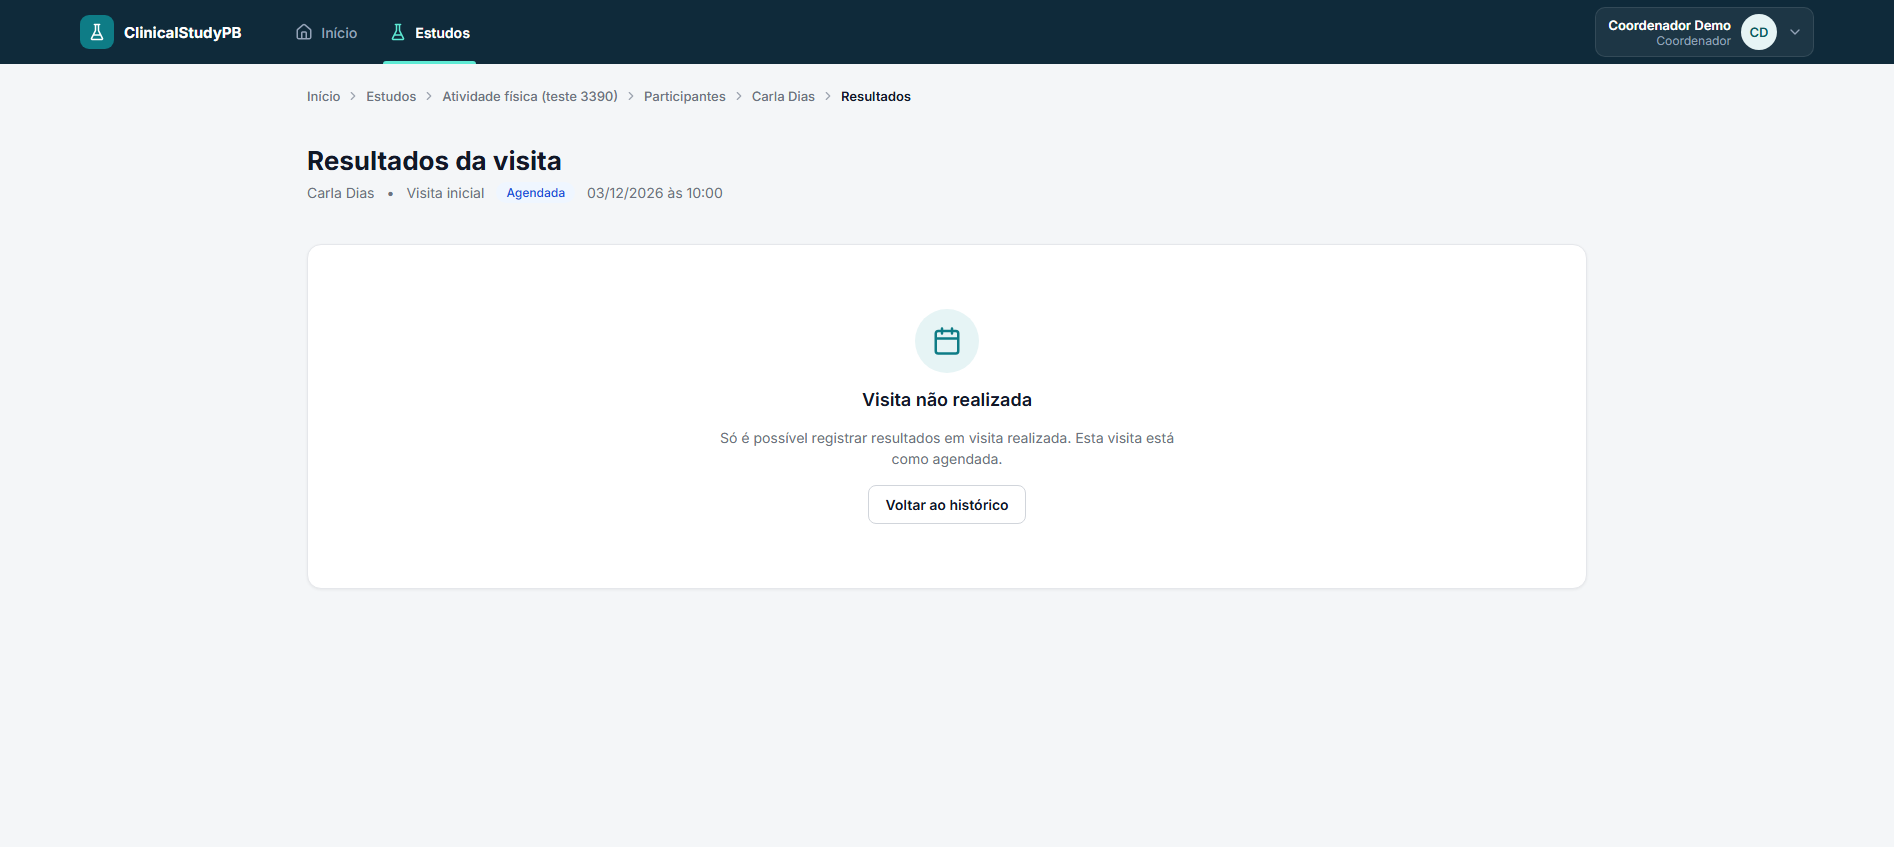 ClinicalStudyPB
Início
Estudos
Coordenador Demo
Coordenador
CD
Início > Estudos > Atividade física (teste 3390) > Participantes > Carla Dias > Resultados
Resultados da visita
Carla Dias • Visita inicial Agendada 03/12/2026 às 10:00
Visita não realizada
Só é possível registrar resultados em visita realizada. Esta visita está
como agendada.
Voltar ao histórico